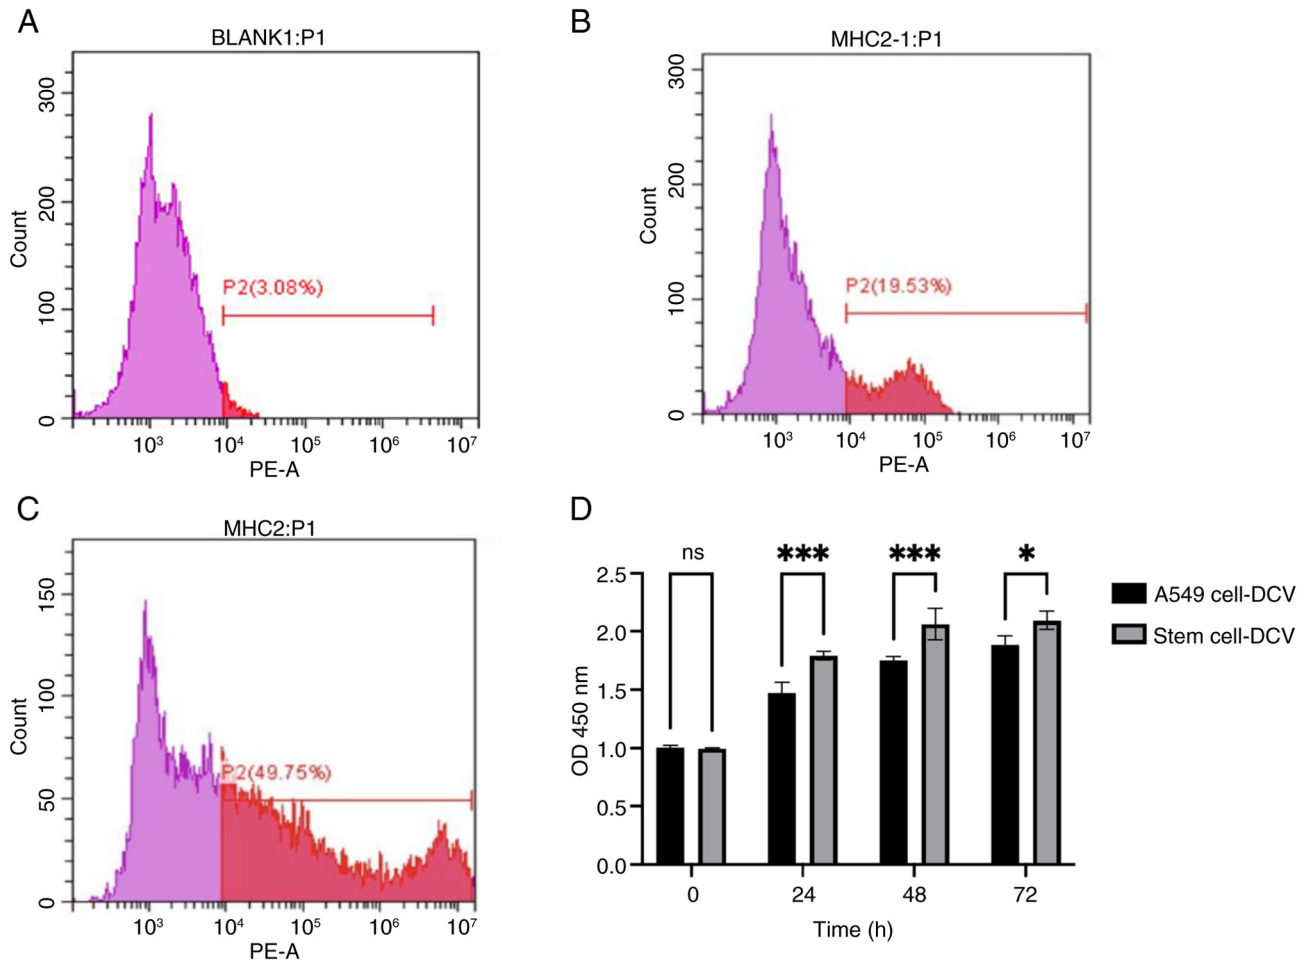 A
BLANK1:P1
Count
300
200
100
0
P2(3.08%)
10³ 10⁴ 10⁵ 10⁶ 10⁷
PE-A
B
MHC2-1:P1
Count
300
200
100
0
P2(19.53%)
10³ 10⁴ 10⁵ 10⁶ 10⁷
PE-A
C
MHC2:P1
Count
150
100
50
0
P2(49.75%)
10³ 10⁴ 10⁵ 10⁶ 10⁷
PE-A
D
ns *** *** *
OD 450 nm
2.5
2.0
1.5
1.0
0.5
0.0
0 24 48 72
Time (h)
A549 cell-DCV
Stem cell-DCV